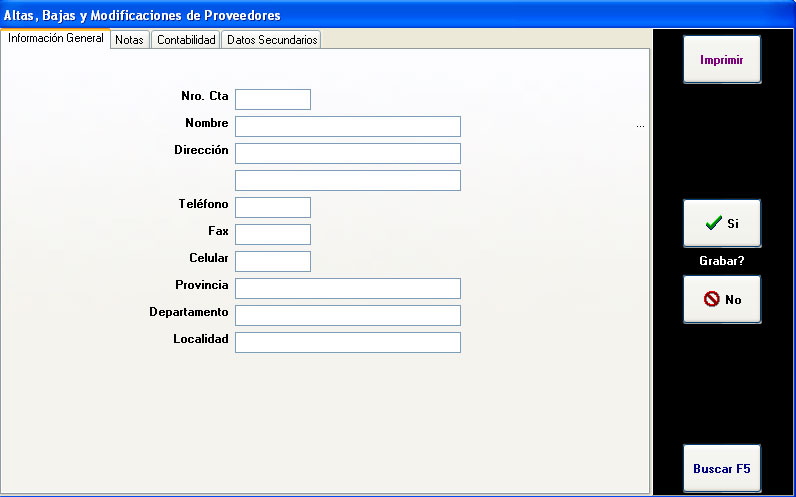 Altas, Bajas y Modificaciones de Proveedores
Información General Notas Contabilidad Datos Secundarios
Imprimir
Nro. Cta
Nombre
...
Dirección
Teléfono
Si
Fax
Celular
Grabar?
Provincia
No
Departamento
Localidad
Buscar F5